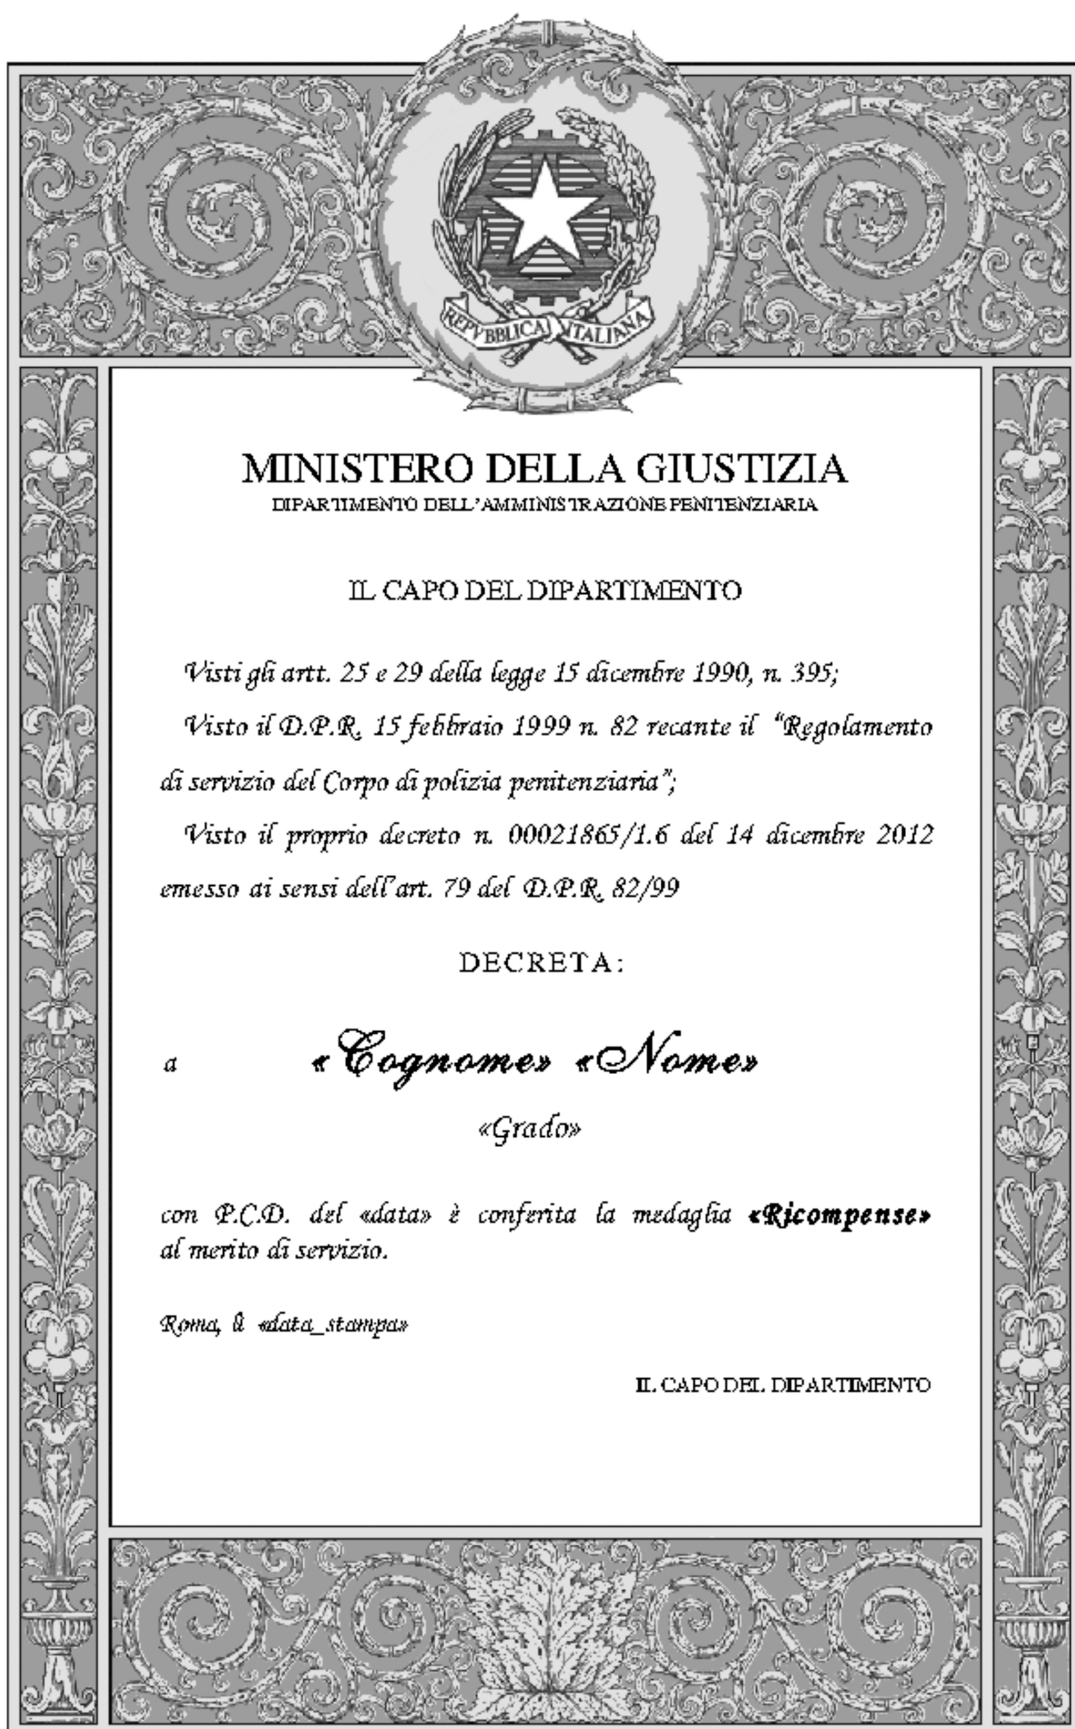 REPVBBLICA ITALIANA
MINISTERO DELLA GIUSTIZIA
DIPARTIMENTO DELL'AMMINISTRAZIONE PENITENZIARIA
IL CAPO DEL DIPARTIMENTO
Visti gli artt. 25 e 29 della legge 15 dicembre 1990, n. 395;
Visto il D.P.R. 15 febbraio 1999 n. 82 recante il “Regolamento
di servizio del Corpo di polizia penitenziaria”;
Visto il proprio decreto n. 00021865/1.6 del 14 dicembre 2012
emesso ai sensi dell'art. 79 del D.P.R. 82/99
DECRETA:
a «Cognome» «Nome»
«Grado»
con P.C.D. del «data» è conferita la medaglia «Ricompense»
al merito di servizio.
Roma, lì «data_stampa»
IL CAPO DEL DIPARTIMENTO